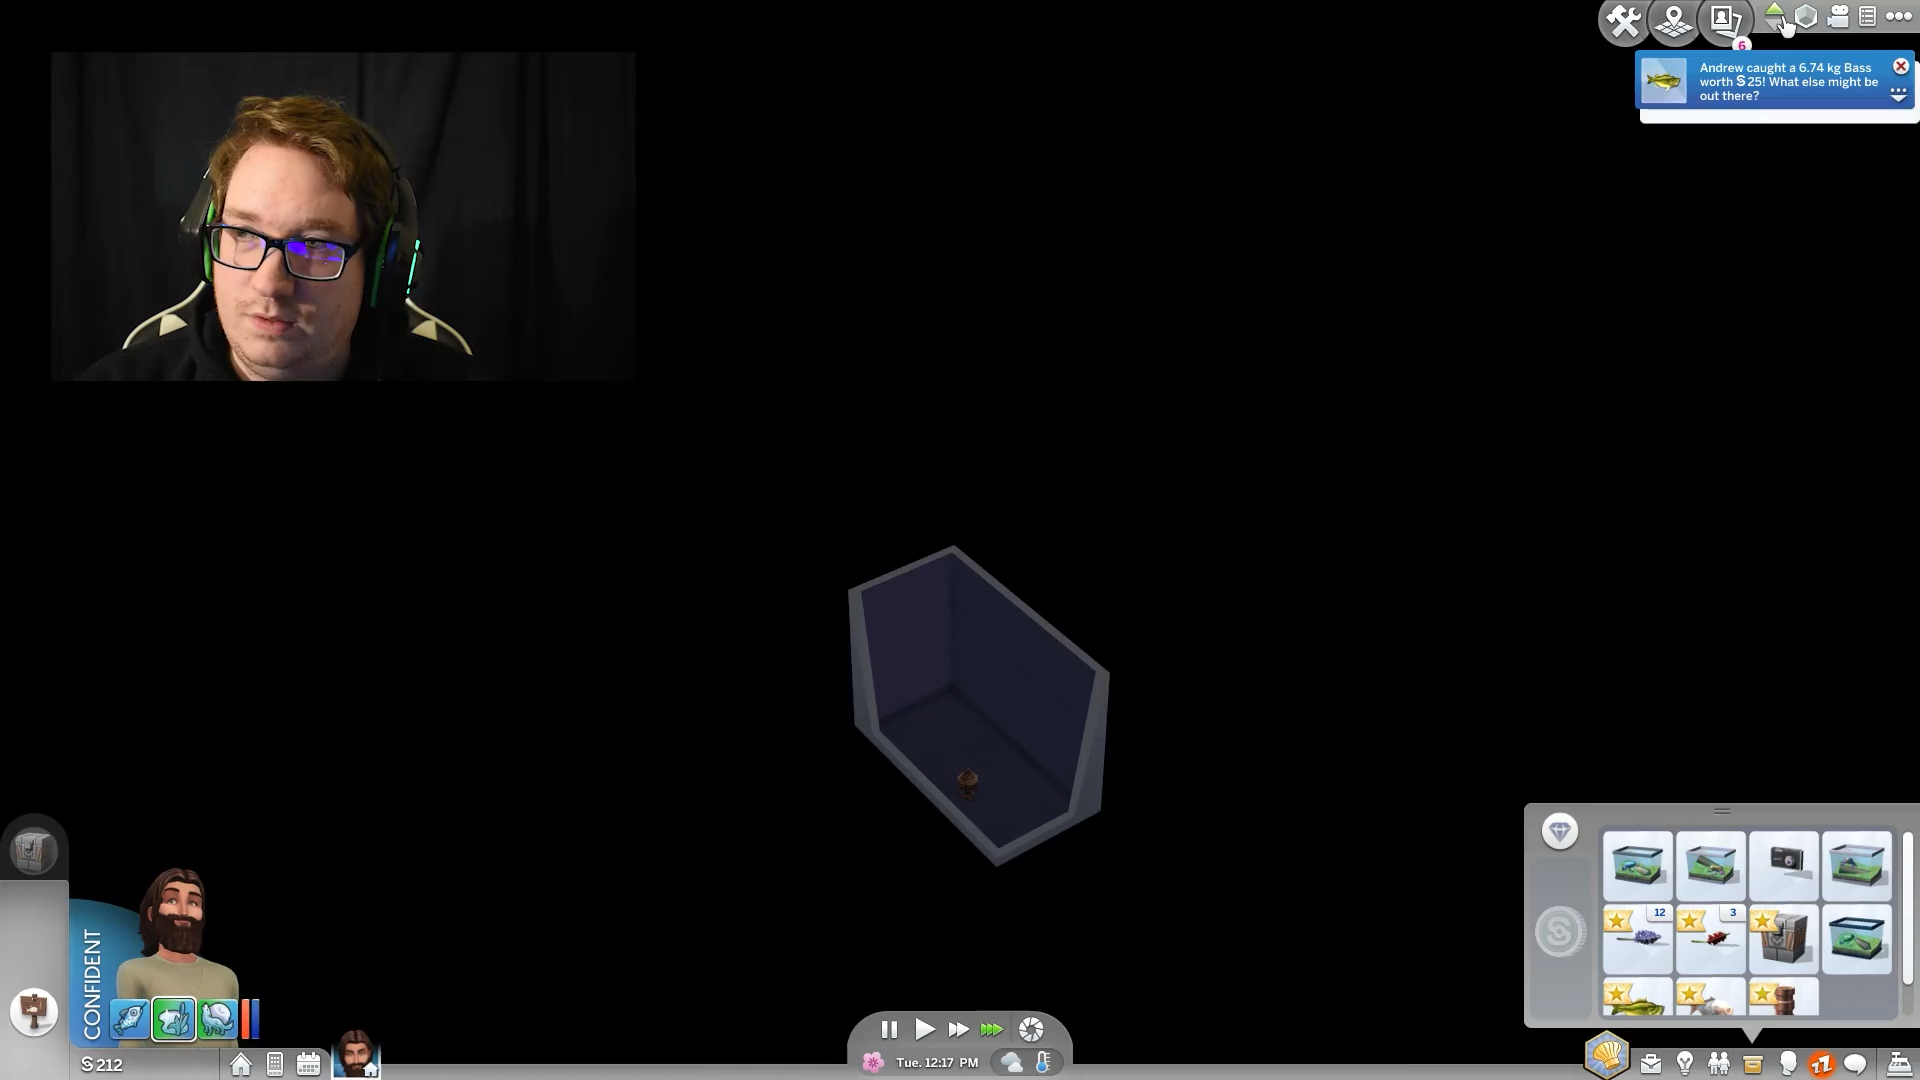 6
Andrew caught a 6.74 kg Bass
worth §25! What else might be
out there?
12
3
CONFIDENT
§212
Tue. 12:17 PM